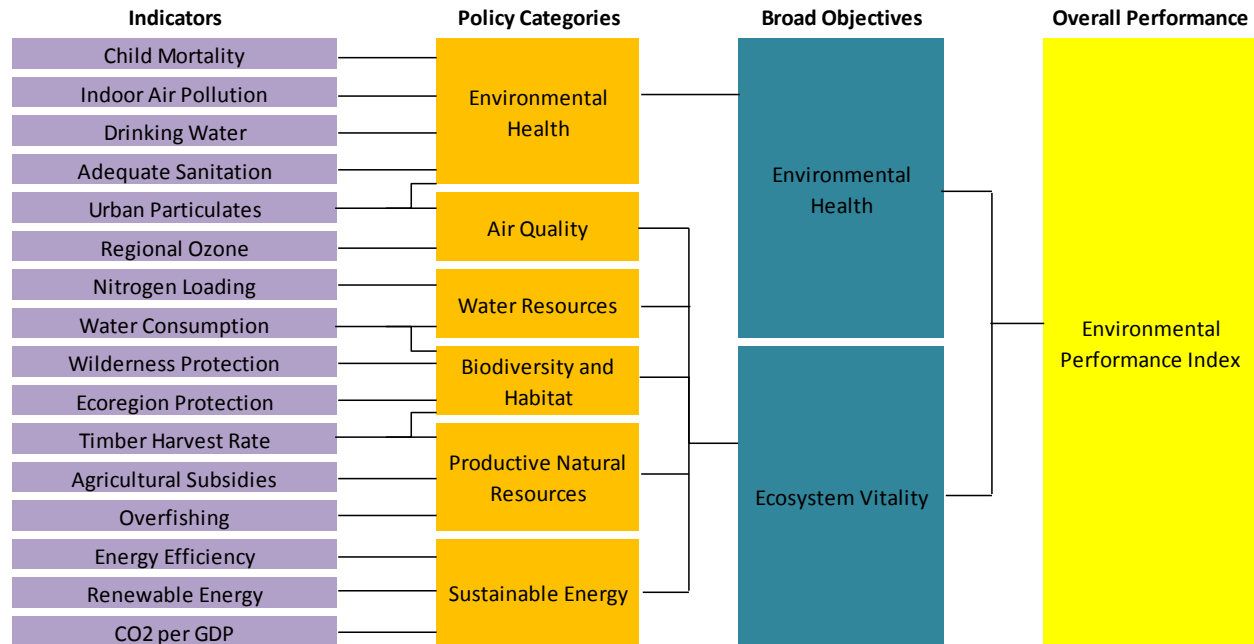 Indicators
Policy Categories
Broad Objectives
Overall Performance
Child Mortality
Indoor Air Pollution
Drinking Water
Adequate Sanitation
Urban Particulates
Regional Ozone
Nitrogen Loading
Water Consumption
Wilderness Protection
Ecoregion Protection
Timber Harvest Rate
Agricultural Subsidies
Overfishing
Energy Efficiency
Renewable Energy
CO2 per GDP
Environmental
Health
Air Quality
Water Resources
Biodiversity and
Habitat
Productive Natural
Resources
Sustainable Energy
Environmental
Health
Ecosystem Vitality
Environmental
Performance Index